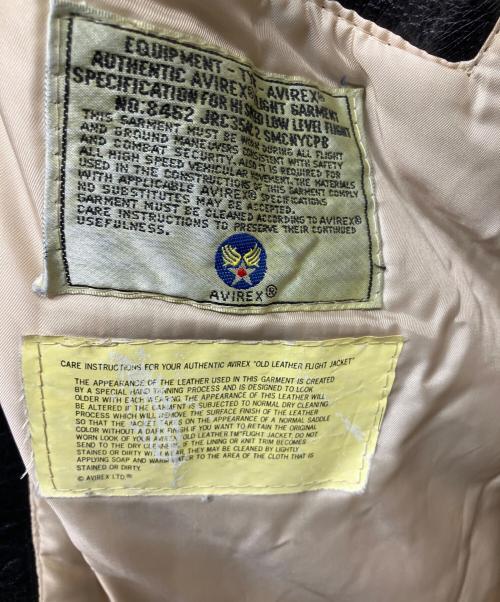 EQUIPMENT - TX - AVIREX®
AUTHENTIC AVIREX® FLIGHT GARMENT
SPECIFICATION FOR HI SPEED LOW LEVEL FLIGHT
NO. 8452 JRC35 2 SMCNYCPB
THIS GARMENT MUST BE WORN DURING ALL FLIGHT
AND GROUND MANEUVERS CONSISTENT WITH SAFETY
AND COMBAT SECURITY. ALSO IT IS REQUIRED FOR
ALL HIGH SPEED VEHICULAR MOVEMENT. THE MATERIALS
USED IN THE CONSTRUCTION OF THIS GARMENT COMPLY
WITH APPLICABLE AVIREX® SPECIFICATIONS
NO SUBSTITUTES MAY BE ACCEPTED.
GARMENT MUST BE CLEANED ACCORDING TO AVIREX®
CARE INSTRUCTIONS TO PRESERVE THEIR CONTINUED
USEFULNESS.
AVIREX®
CARE INSTRUCTIONS FOR YOUR AUTHENTIC AVIREX "OLD LEATHER FLIGHT JACKET"
THE APPEARANCE OF THE LEATHER USED IN THIS GARMENT IS CREATED
BY A SPECIAL HAND TANNING PROCESS AND IS DESIGNED TO LOOK
OLDER WITH EACH WEARING. THE APPEARANCE OF THIS LEATHER WILL
BE ALTERED IF THE GARMENT IS SUBJECTED TO NORMAL DRY CLEANING
PROCESS WHICH WILL REMOVE THE SURFACE FINISH OF THE LEATHER
SO THAT THE JACKET TAKES ON THE APPEARANCE OF A NORMAL SADDLE
COLOR WITHOUT A DARK FINISH IF YOU WANT TO RETAIN THE ORIGINAL
WORN LOOK OF YOUR AVIREX "OLD LEATHER TM"FLIGHT JACKET, DO NOT
SEND TO THE DRY CLEANERS. IF THE LINING OR KNIT TRIM BECOMES
STAINED OR DIRTY WITH WEAR, THEY MAY BE CLEANED BY LIGHTLY
APPLYING SOAP AND WARM WATER TO THE AREA OF THE CLOTH THAT IS
STAINED OR DIRTY.
© AVIREX LTD.®